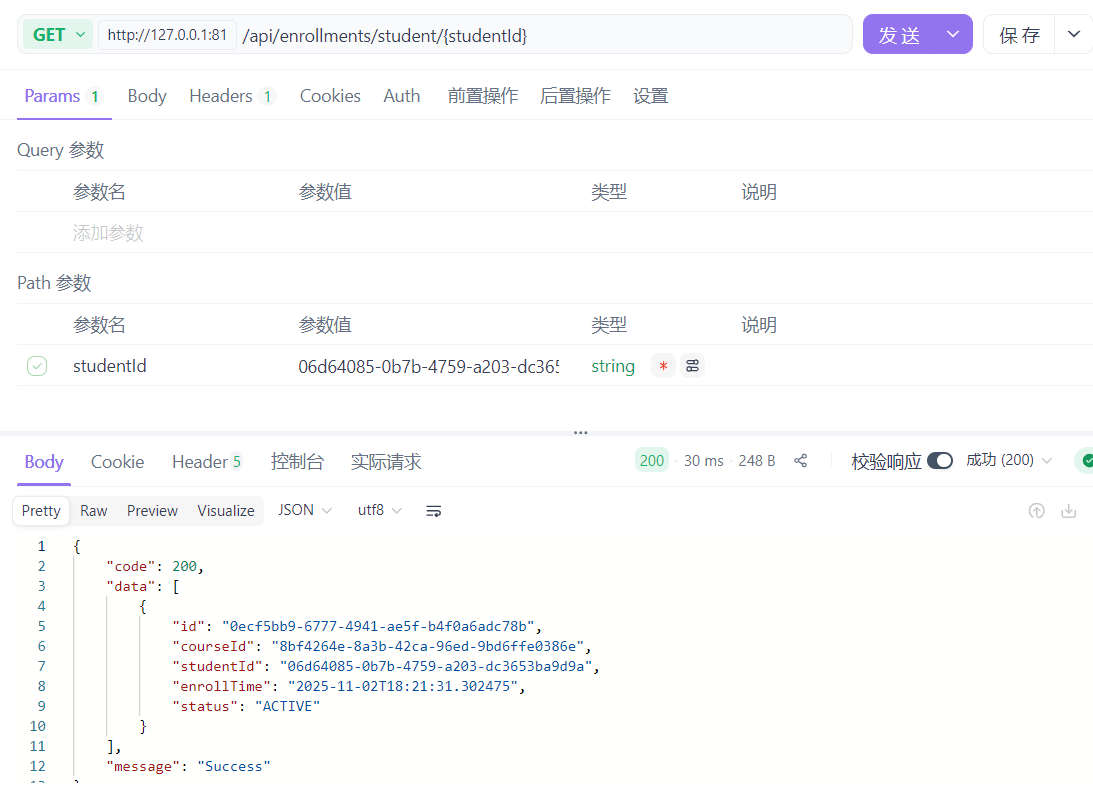 GET http://127.0.0.1:81 /api/enrollments/student/{studentId} 发送 保存
Params 1 Body Headers 1 Cookies Auth 前置操作 后置操作 设置
Query 参数
参数名 参数值 类型 说明
添加参数
Path 参数
参数名 参数值 类型 说明
studentId 06d64085-0b7b-4759-a203-dc365 string *
Body Cookie Header 5 控制台 实际请求 200 30 ms 248 B 校验响应 成功 (200)
Pretty Raw Preview Visualize JSON utf8
1 {
2 "code": 200,
3 "data": [
4 {
5 "id": "0ecf5bb9-6777-4941-ae5f-b4f0a6adc78b",
6 "courseId": "8bf4264e-8a3b-42ca-96ed-9bd6ffe0386e",
7 "studentId": "06d64085-0b7b-4759-a203-dc3653ba9d9a",
8 "enrollTime": "2025-11-02T18:21:31.302475",
9 "status": "ACTIVE"
10 }
11 ],
12 "message": "Success"